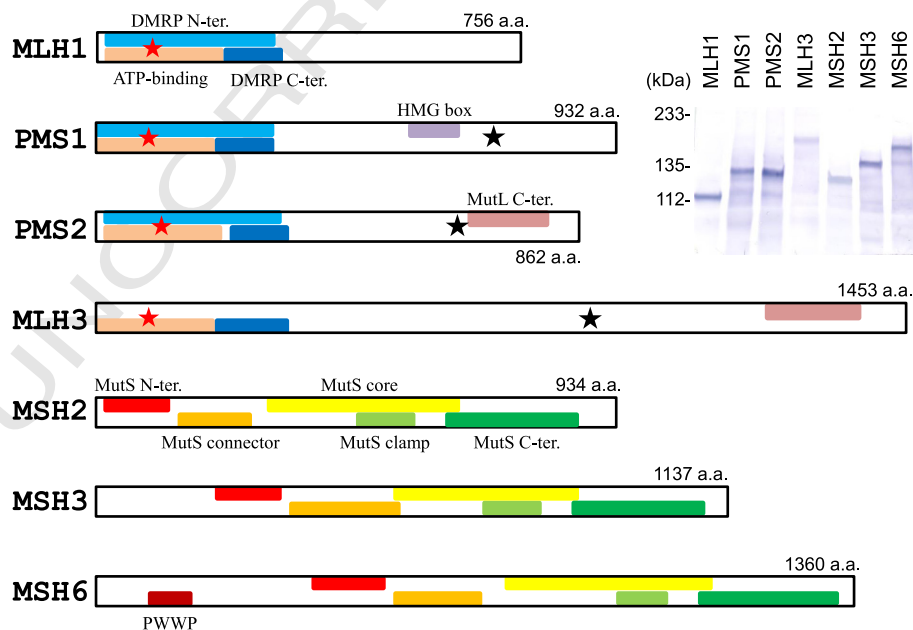 DMRP N-ter.
756 a.a.
MLH1
ATP-binding
DMRP C-ter.
HMG box
932 a.a.
PMS1
MutL C-ter.
PMS2
862 a.a.
1453 a.a.
MLH3
MutS N-ter.
MutS core
934 a.a.
MSH2
MutS connector
MutS clamp
MutS C-ter.
1137 a.a.
MSH3
1360 a.a.
MSH6
PWWP
(kDa)
MLH1
PMS1
PMS2
MLH3
MSH2
MSH3
MSH6
233-
135-
112-
UNCORRE